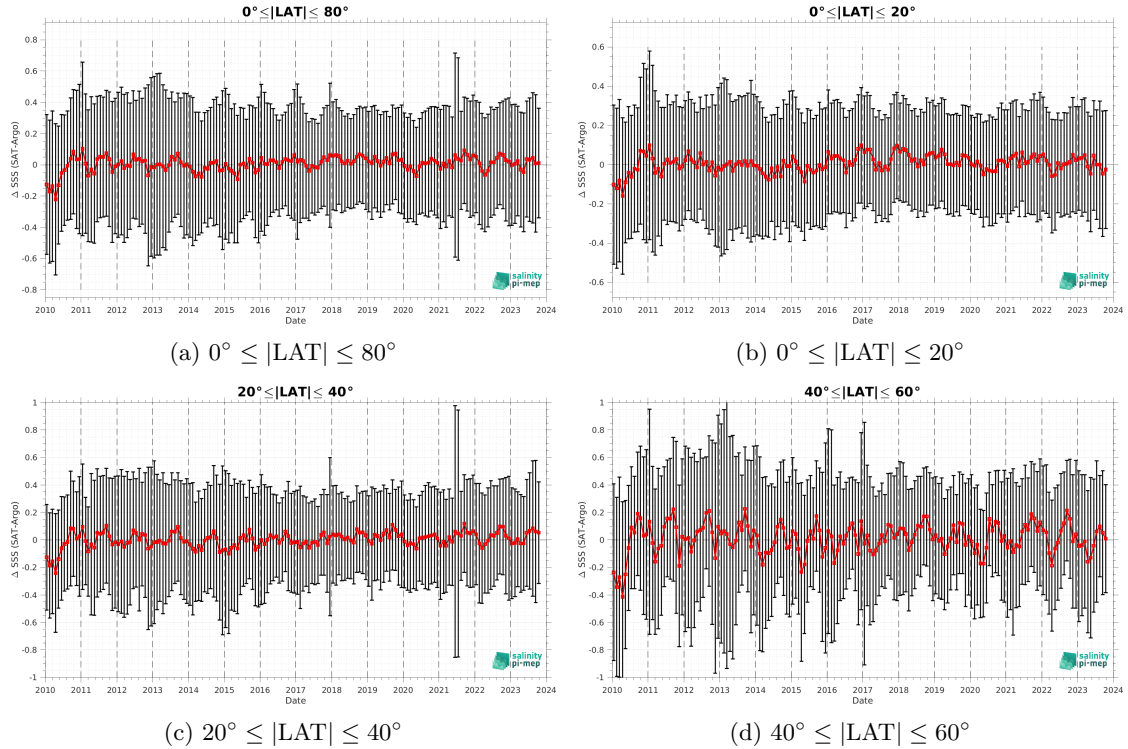 0°≤|LAT|≤ 80°
Δ SSS (SAT-Argo)
0.8
0.6
0.4
0.2
0
-0.2
-0.4
-0.6
-0.8
2010 2011 2012 2013 2014 2015 2016 2017 2018 2019 2020 2021 2022 2023 2024
Date
salinity
pi-mep
(a) 0° ≤ |LAT| ≤ 80°
0°≤|LAT|≤ 20°
Δ SSS (SAT-Argo)
0.6
0.4
0.2
0
-0.2
-0.4
-0.6
2010 2011 2012 2013 2014 2015 2016 2017 2018 2019 2020 2021 2022 2023 2024
Date
salinity
pi-mep
(b) 0° ≤ |LAT| ≤ 20°
20°≤|LAT|≤ 40°
Δ SSS (SAT-Argo)
1
0.8
0.6
0.4
0.2
0
-0.2
-0.4
-0.6
-0.8
-1
2010 2011 2012 2013 2014 2015 2016 2017 2018 2019 2020 2021 2022 2023 2024
Date
salinity
pi-mep
(c) 20° ≤ |LAT| ≤ 40°
40°≤|LAT|≤ 60°
Δ SSS (SAT-Argo)
1
0.8
0.6
0.4
0.2
0
-0.2
-0.4
-0.6
-0.8
-1
2010 2011 2012 2013 2014 2015 2016 2017 2018 2019 2020 2021 2022 2023 2024
Date
salinity
pi-mep
(d) 40° ≤ |LAT| ≤ 60°